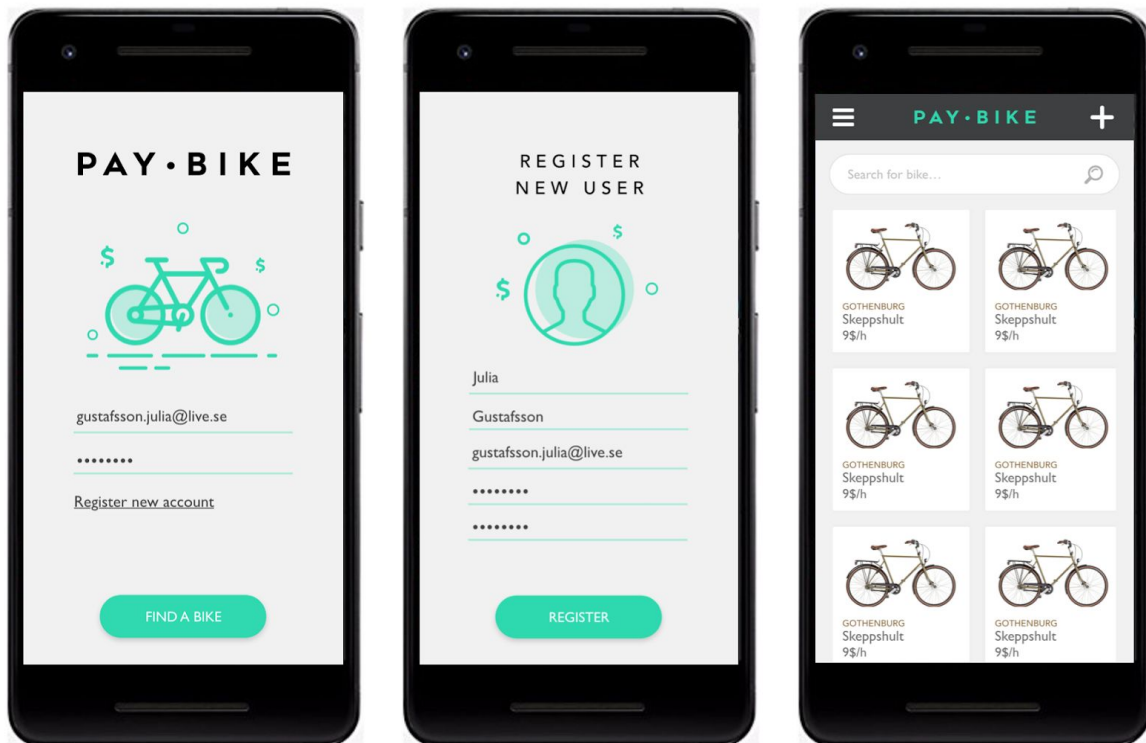 PAY·BIKE
$
$
gustafsson.julia@live.se
••••••••
Register new account
FIND A BIKE
REGISTER
NEW USER
$
$
Julia
Gustafsson
gustafsson.julia@live.se
••••••••
••••••••
REGISTER
PAY·BIKE
Search for bike...
GOTHENBURG
Skeppshult
9$/h
GOTHENBURG
Skeppshult
9$/h
GOTHENBURG
Skeppshult
9$/h
GOTHENBURG
Skeppshult
9$/h
GOTHENBURG
Skeppshult
9$/h
GOTHENBURG
Skeppshult
9$/h